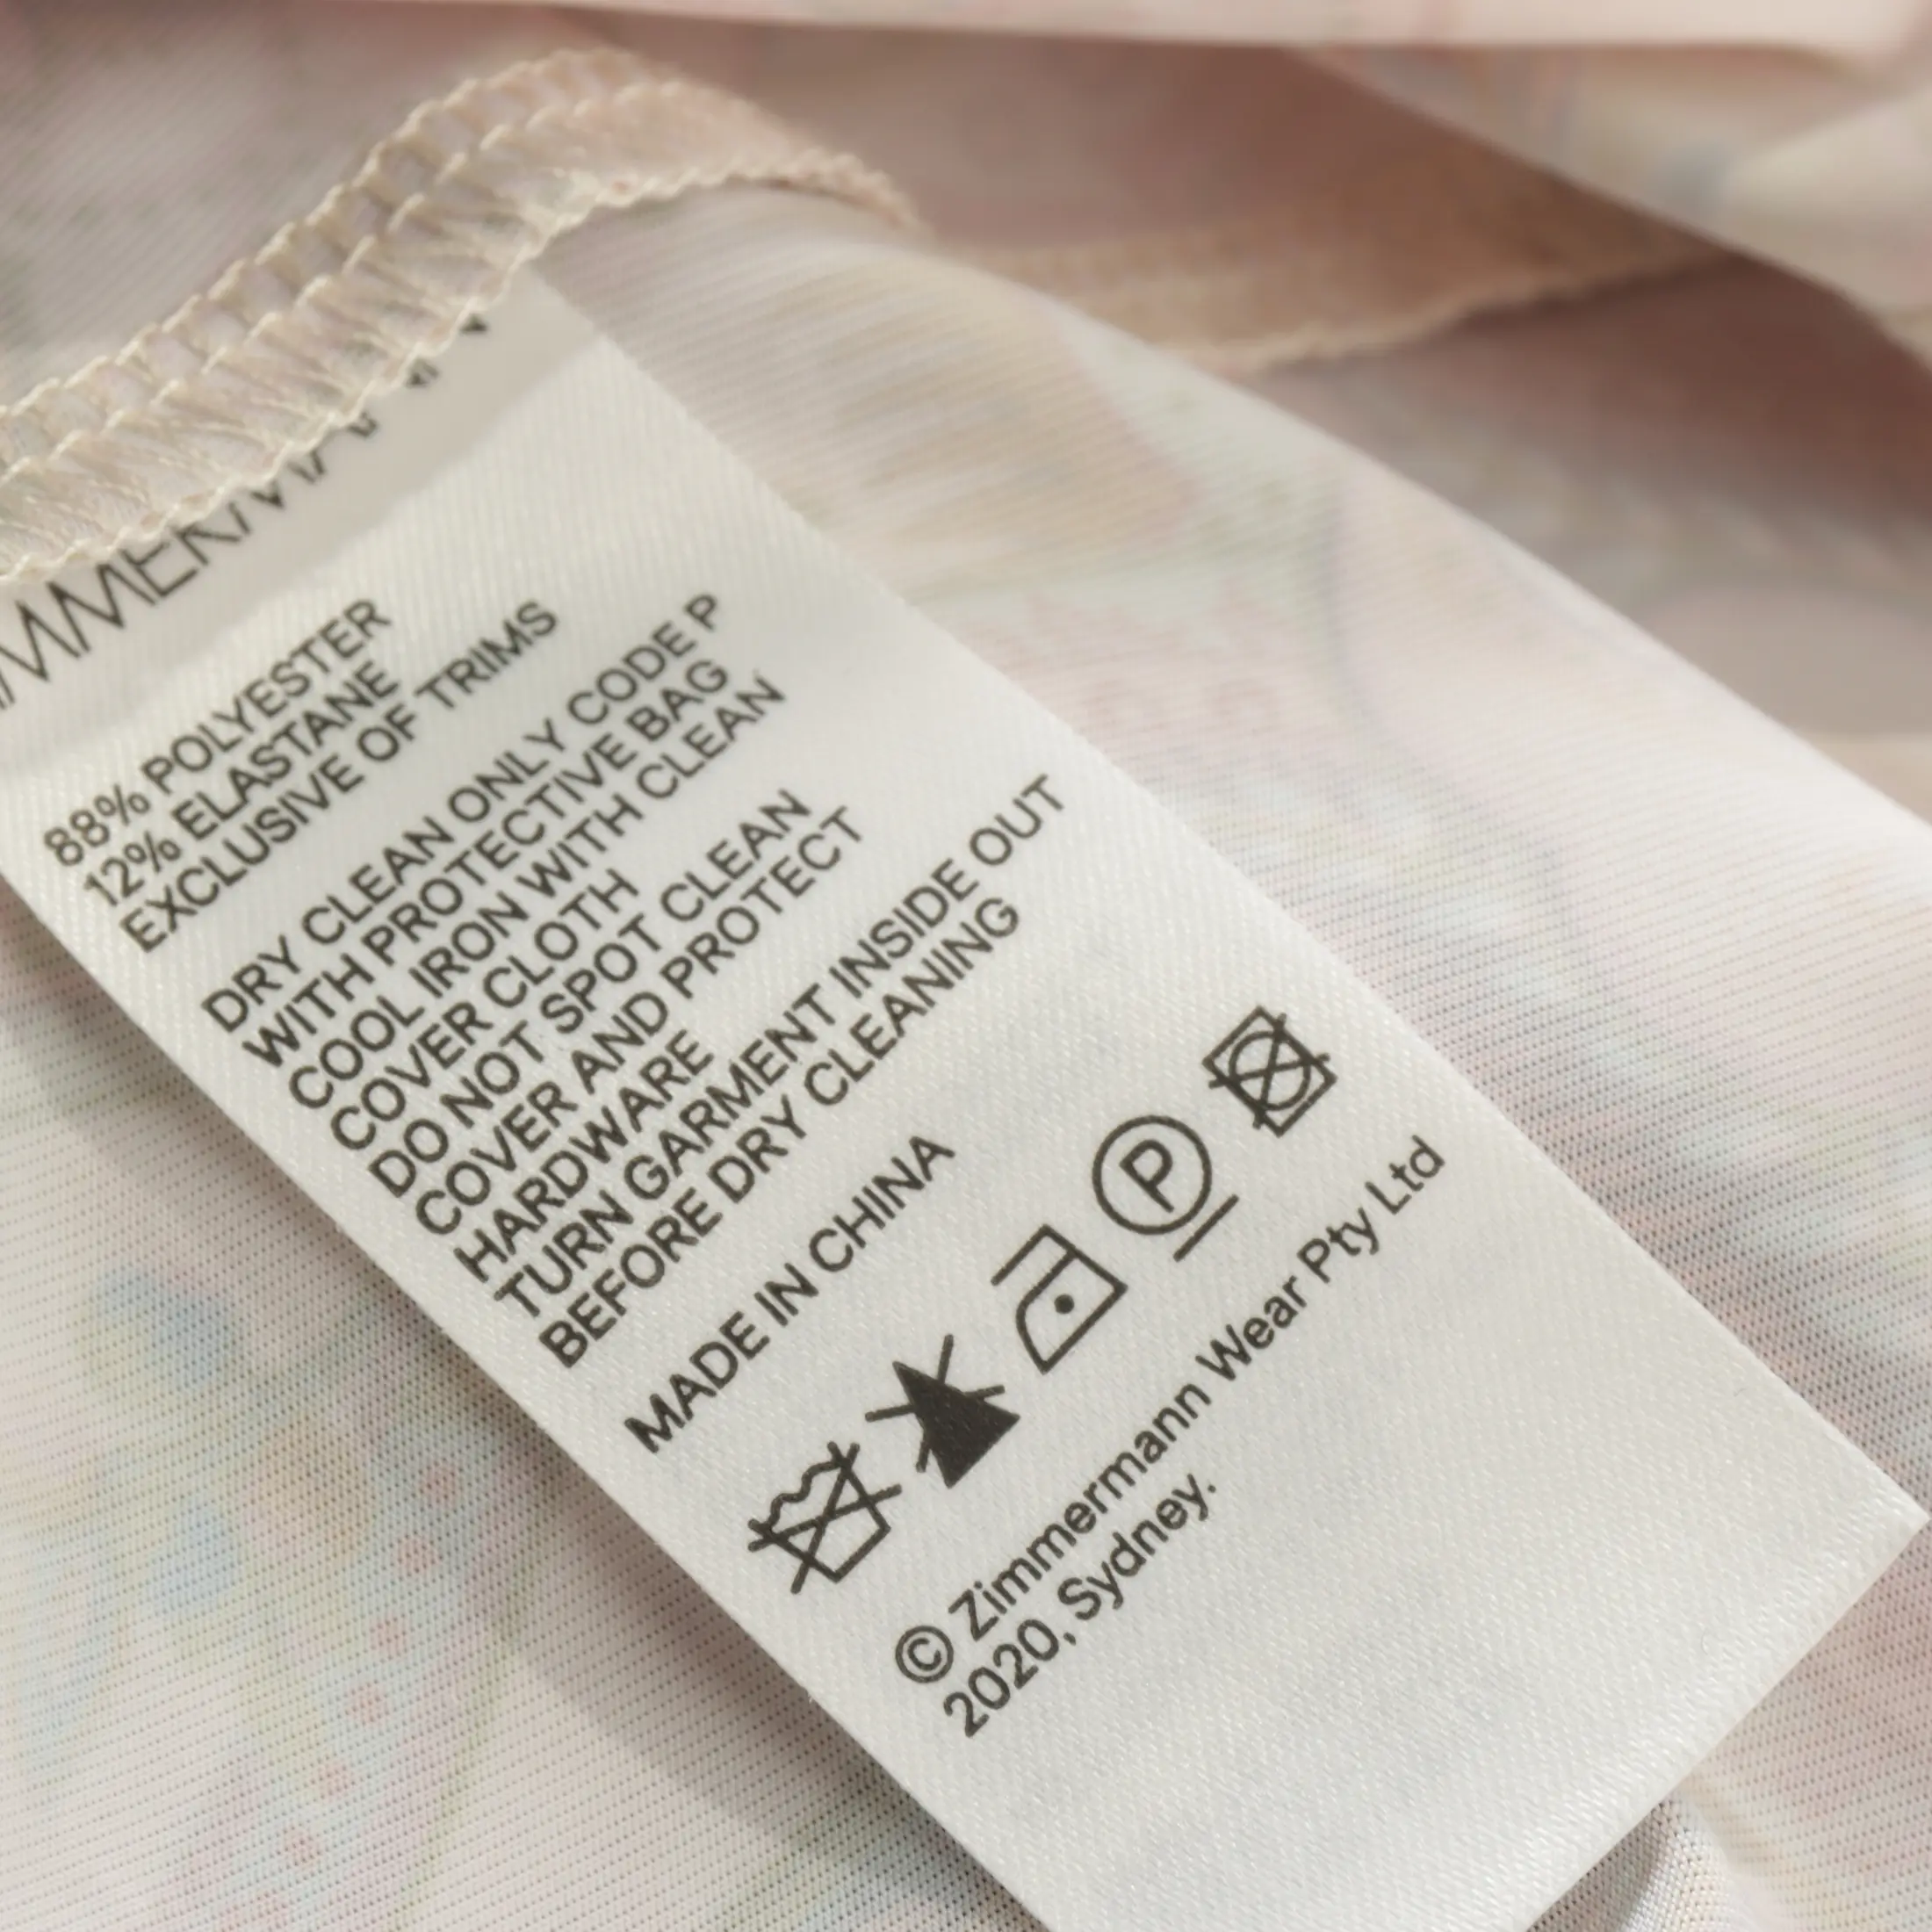 88% POLYESTER
12% ELASTANE
EXCLUSIVE OF TRIMS
DRY CLEAN ONLY CODE P
WITH PROTECTIVE BAG
COOL IRON WITH CLEAN
COVER CLOTH
DO NOT SPOT CLEAN
COVER AND PROTECT
HARDWARE
TURN GARMENT INSIDE OUT
BEFORE DRY CLEANING
MADE IN CHINA
P
© Zimmermann Wear Pty Ltd
2020, Sydney.